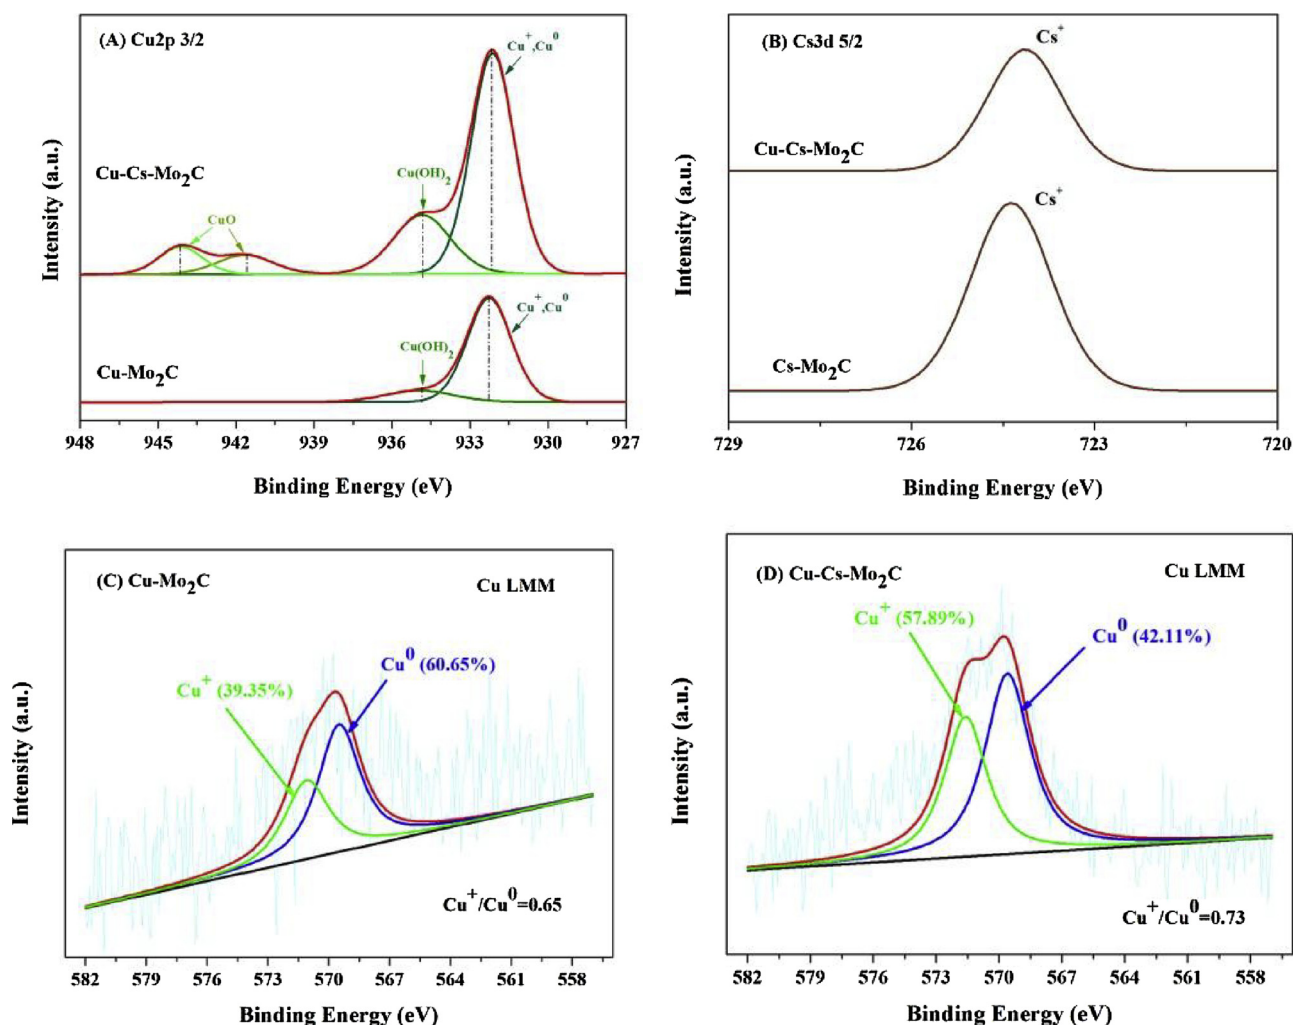 (A) Cu2p 3/2
Cu⁺,Cu⁰
Cu(OH)₂
Cu-Cs-Mo₂C
CuO
Cu⁺,Cu⁰
Cu(OH)₂
Cu-Mo₂C
Intensity (a.u.)
948 945 942 939 936 933 930 927
Binding Energy (eV)
(B) Cs3d 5/2
Cs⁺
Cu-Cs-Mo₂C
Cs⁺
Cs-Mo₂C
Intensity (a.u.)
729 726 723 720
Binding Energy (eV)
(C) Cu-Mo₂C
Cu LMM
Cu⁰ (60.65%)
Cu⁺ (39.35%)
Cu⁺/Cu⁰=0.65
Intensity (a.u.)
582 579 576 573 570 567 564 561 558
Binding Energy (eV)
(D) Cu-Cs-Mo₂C
Cu LMM
Cu⁺ (57.89%)
Cu⁰ (42.11%)
Cu⁺/Cu⁰=0.73
Intensity (a.u.)
582 579 576 573 570 567 564 561 558
Binding Energy (eV)